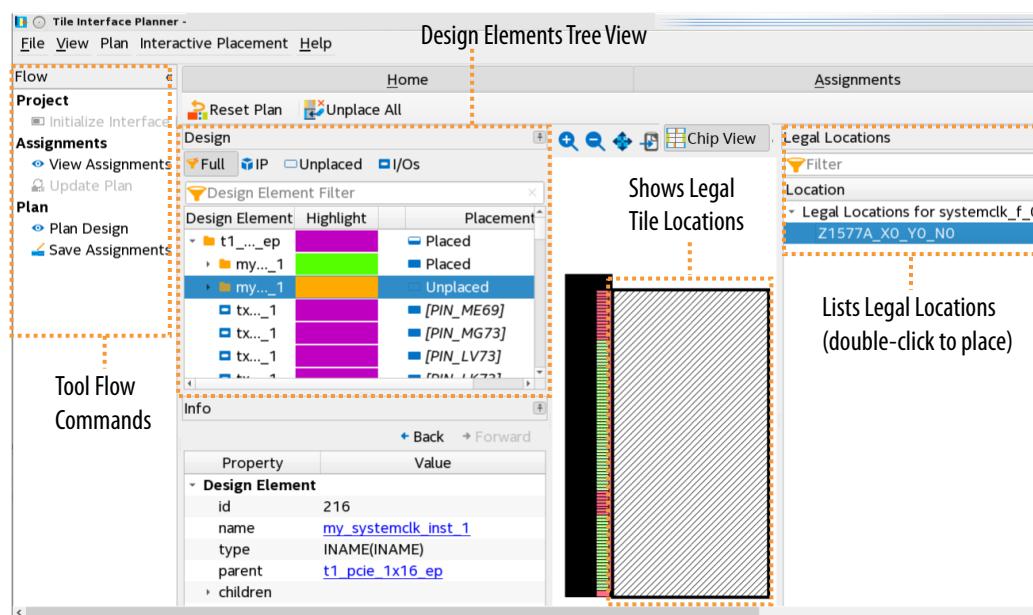 Tile Interface Planner -
File View Plan Interactive Placement Help
Design Elements Tree View
Flow
Home
Assignments
Project
Initialize Interface
Assignments
View Assignments
Update Plan
Plan
Plan Design
Save Assignments
Tool Flow
Commands
Reset Plan Unplace All
Design
Full IP Unplaced I/Os
Design Element Filter
Design Element Highlight Placement
t1_..._ep Placed
my..._1 Placed
my..._1 Unplaced
tx..._1 [PIN_ME69]
tx..._1 [PIN_MG73]
tx..._1 [PIN_LV73]
tx..._1 [PIN_LK73]
Info
Back Forward
Property Value
Design Element
id 216
name my_systemclk_inst_1
type INAME(INAME)
parent t1_pcie_1x16_ep
children
Chip View
Shows Legal
Tile Locations
Legal Locations
Filter
Location
Legal Locations for systemclk_f_0
Z1577A_X0_Y0_N0
Lists Legal Locations
(double-click to place)